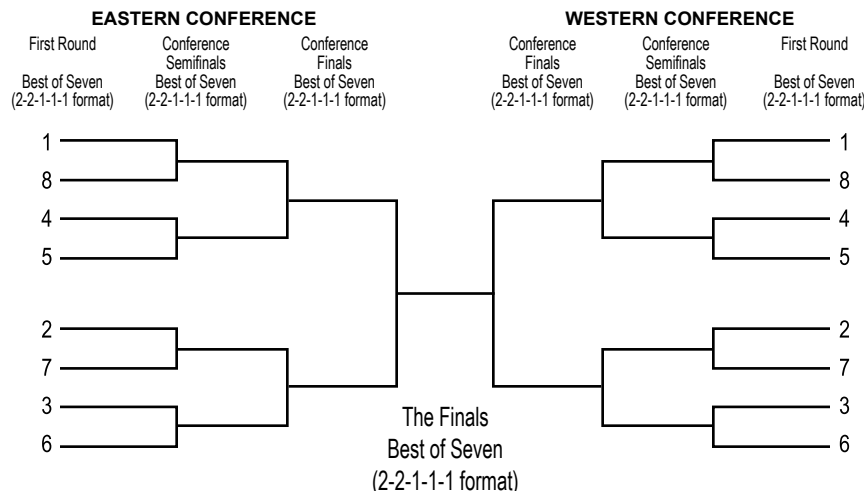 EASTERN CONFERENCE
First Round
Best of Seven
(2-2-1-1-1 format)
Conference
Semifinals
Best of Seven
(2-2-1-1-1 format)
Conference
Finals
Best of Seven
(2-2-1-1-1 format)
WESTERN CONFERENCE
Conference
Finals
Best of Seven
(2-2-1-1-1 format)
Conference
Semifinals
Best of Seven
(2-2-1-1-1 format)
First Round
Best of Seven
(2-2-1-1-1 format)
1
8
4
5
2
7
3
6
1
8
4
5
2
7
3
6
The Finals
Best of Seven
(2-2-1-1-1 format)